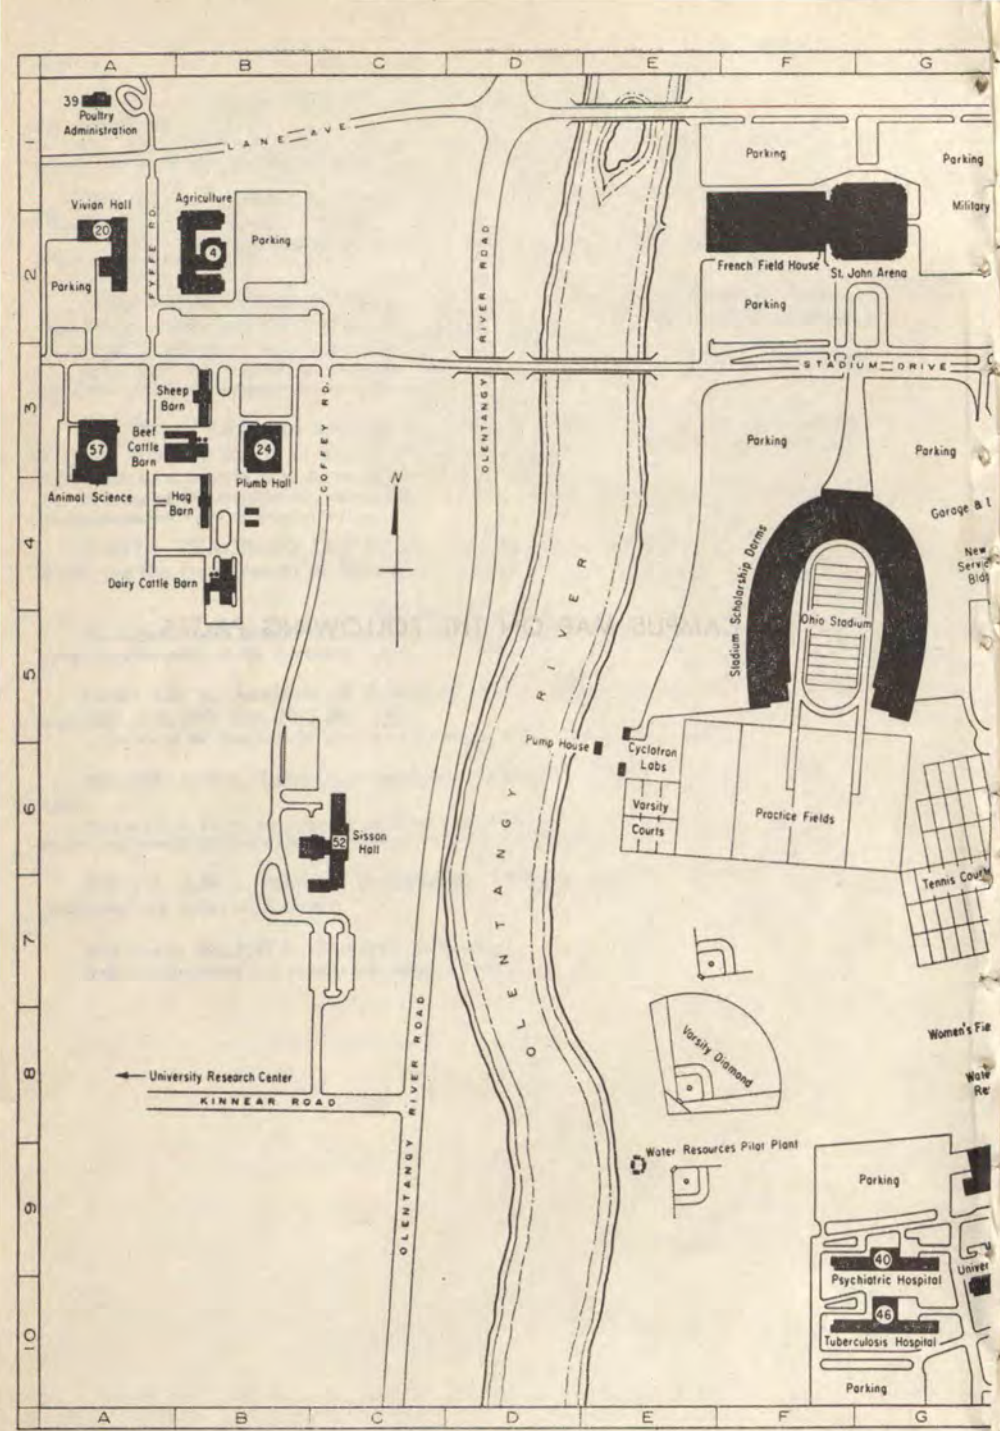 A B C D E F G
1
2
3
4
5
6
7
8
9
10
39
Poultry
Administration
LANE AVE.
Parking
Parking
Vivian Hall
20
Agriculture
4
FYFFE RD.
Parking
Parking
OLENTANGY RIVER ROAD
Military
French Field House
St. John Arena
Parking
STADIUM DRIVE
Sheep
Barn
Beef
Cattle
Barn
57
Animal Science
24
Plumb Hall
Hog
Barn
COFFEY RD.
N
Dairy Cattle Barn
Parking
Parking
Garage &
New
Bldg
Stadium Scholarship Dorms
Ohio Stadium
OLENTANGY RIVER
Pump House
Cyclotron
Labs
Varsity
Courts
Practice Fields
Tennis
52
Sisson
Hall
Varsity Diamond
Women's
University Research Center
KINNEAR ROAD
OLENTANGY RIVER ROAD
Water Resources Pilot Plant
Parking
40
Psychiatric Hospital
46
Tuberculosis Hospital
Parking
A B C D E F G